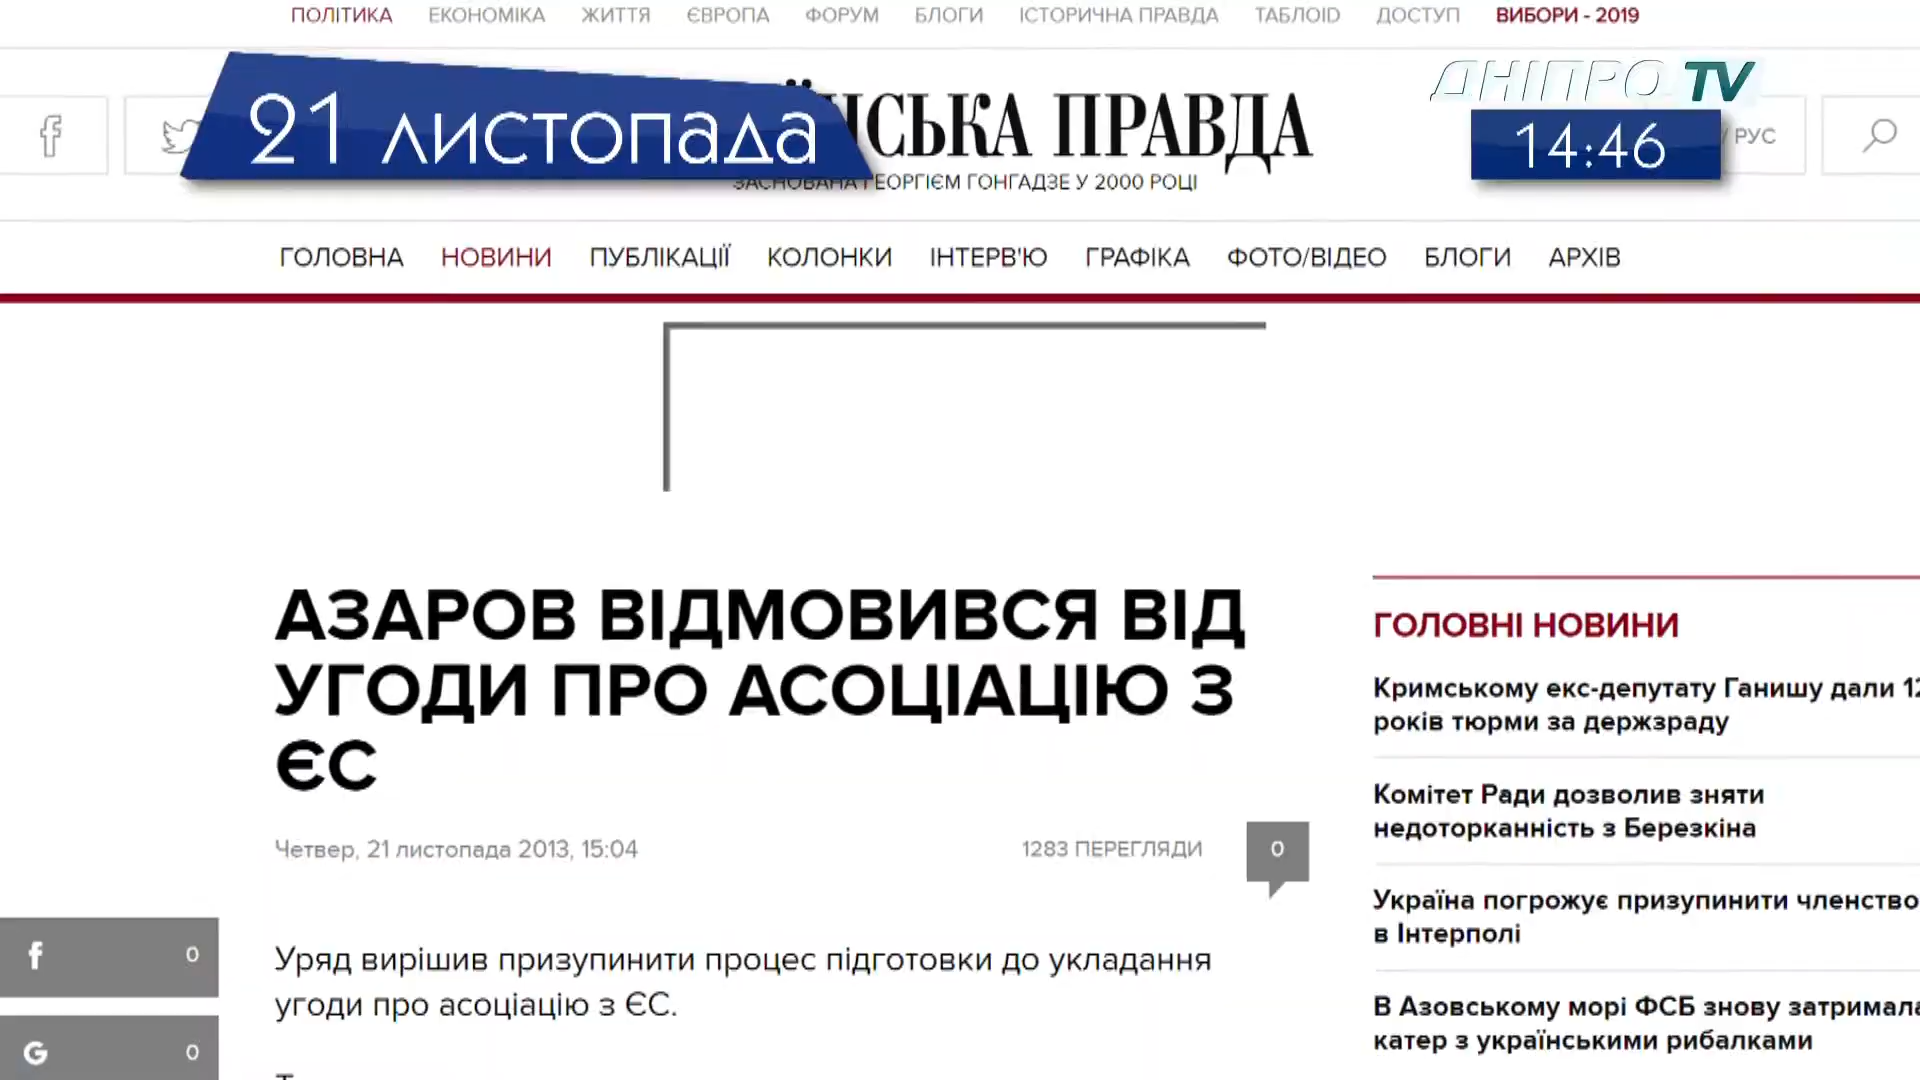 ПОЛІТИКА ЕКОНОМІКА ЖИТТЯ ЄВРОПА ФОРУМ БЛОГИ ІСТОРИЧНА ПРАВДА ТАБЛОID ДОСТУП ВИБОРИ - 2019
ДНІПРО TV
21 листопада
СЬКА ПРАВДА
14:46
РУС
ЗАСНОВАНА ГЕОРГІЄМ ГОНГАДЗЕ У 2000 РОЦІ
ГОЛОВНА НОВИНИ ПУБЛІКАЦІЇ КОЛОНКИ ІНТЕРВ'Ю ГРАФІКА ФОТО/ВІДЕО БЛОГИ АРХІВ
АЗАРОВ ВІДМОВИВСЯ ВІД
УГОДИ ПРО АСОЦІАЦІЮ З
ЄС
Четвер, 21 листопада 2013, 15:04
1283 ПЕРЕГЛЯДИ
0
Уряд вирішив призупинити процес підготовки до укладання
угоди про асоціацію з ЄС.
0
0
ГОЛОВНІ НОВИНИ
Кримському екс-депутату Ганишу дали 12
років тюрми за держзраду
Комітет Ради дозволив зняти
недоторканність з Березкіна
Україна погрожує призупинити членство
в Інтерполі
В Азовському морі ФСБ знову затримала
катер з українськими рибалками